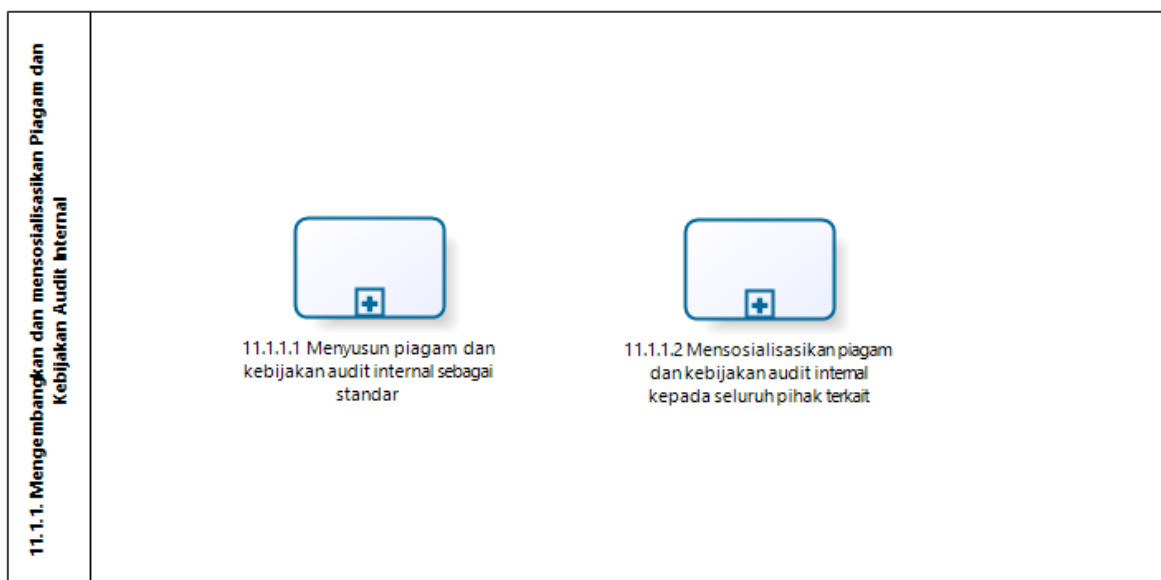 11.1.1. Mengembangkan dan mensosialisasikan Piagam dan
Kebijakan Audit Internal
11.1.1.1 Menyusun piagam dan
kebijakan audit internal sebagai
standar
11.1.1.2 Mensosialisasikan piagam
dan kebijakan audit internal
kepada seluruh pihak terkait